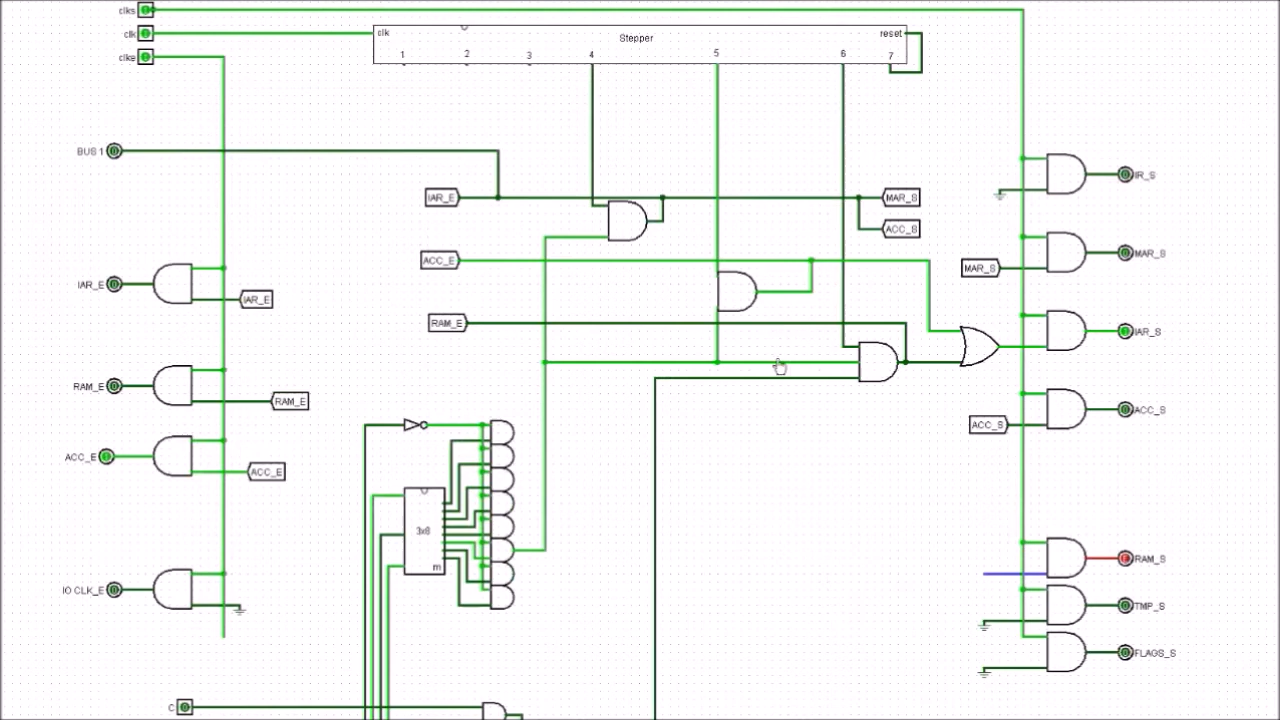 clks
clk
clke
clk
Stepper
reset
1 2 3 4 5 6 7
BUS 1
IR_S
IAR_E
MAR_S
ACC_S
MAR_S
MAR_S
ACC_E
IAR_E
IAR_E
RAM_E
IAR_S
RAM_E
RAM_E
ACC_S
ACC_S
ACC_E
ACC_E
3x8
m
RAM_S
IO CLK_E
TMP_S
FLAGS_S
C